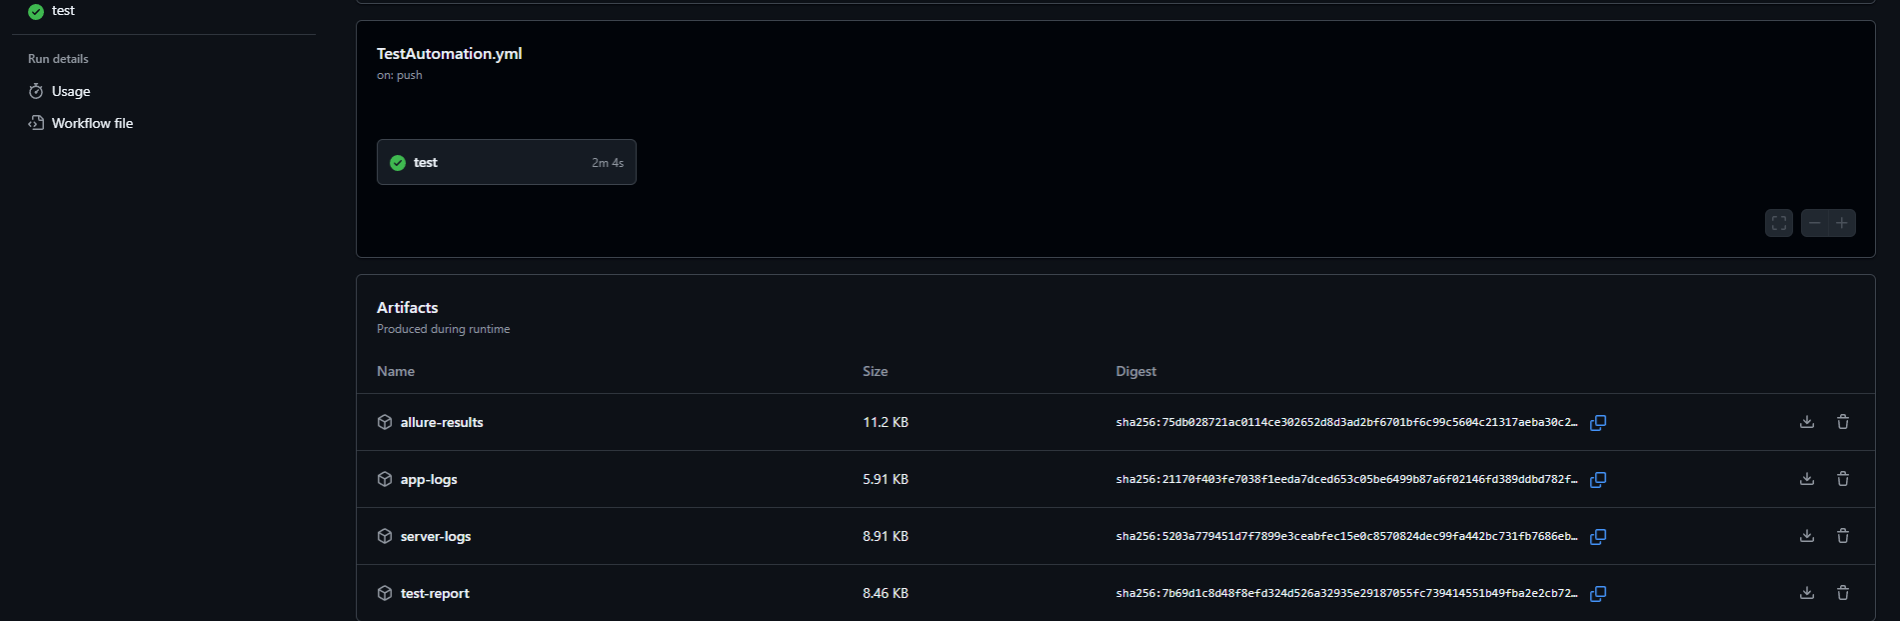 test
Run details
Usage
Workflow file
TestAutomation.yml
on: push
test 2m 4s
Artifacts
Produced during runtime
Name Size Digest
allure-results 11.2 KB sha256:75db028721ac0114ce302652d8d3ad2bf6701bf6c99c5604c21317aeba30c2…
app-logs 5.91 KB sha256:21170f403fe7038f1eeda7dced653c05be6499b87a6f02146fd389ddbd782f…
server-logs 8.91 KB sha256:5203a779451d7f7899e3ceabfec15e0c8570824dec99fa442bc731fb7686eb…
test-report 8.46 KB sha256:7b69d1c8d48f8efd324d526a32935e29187055fc739414551b49fba2e2cb72…